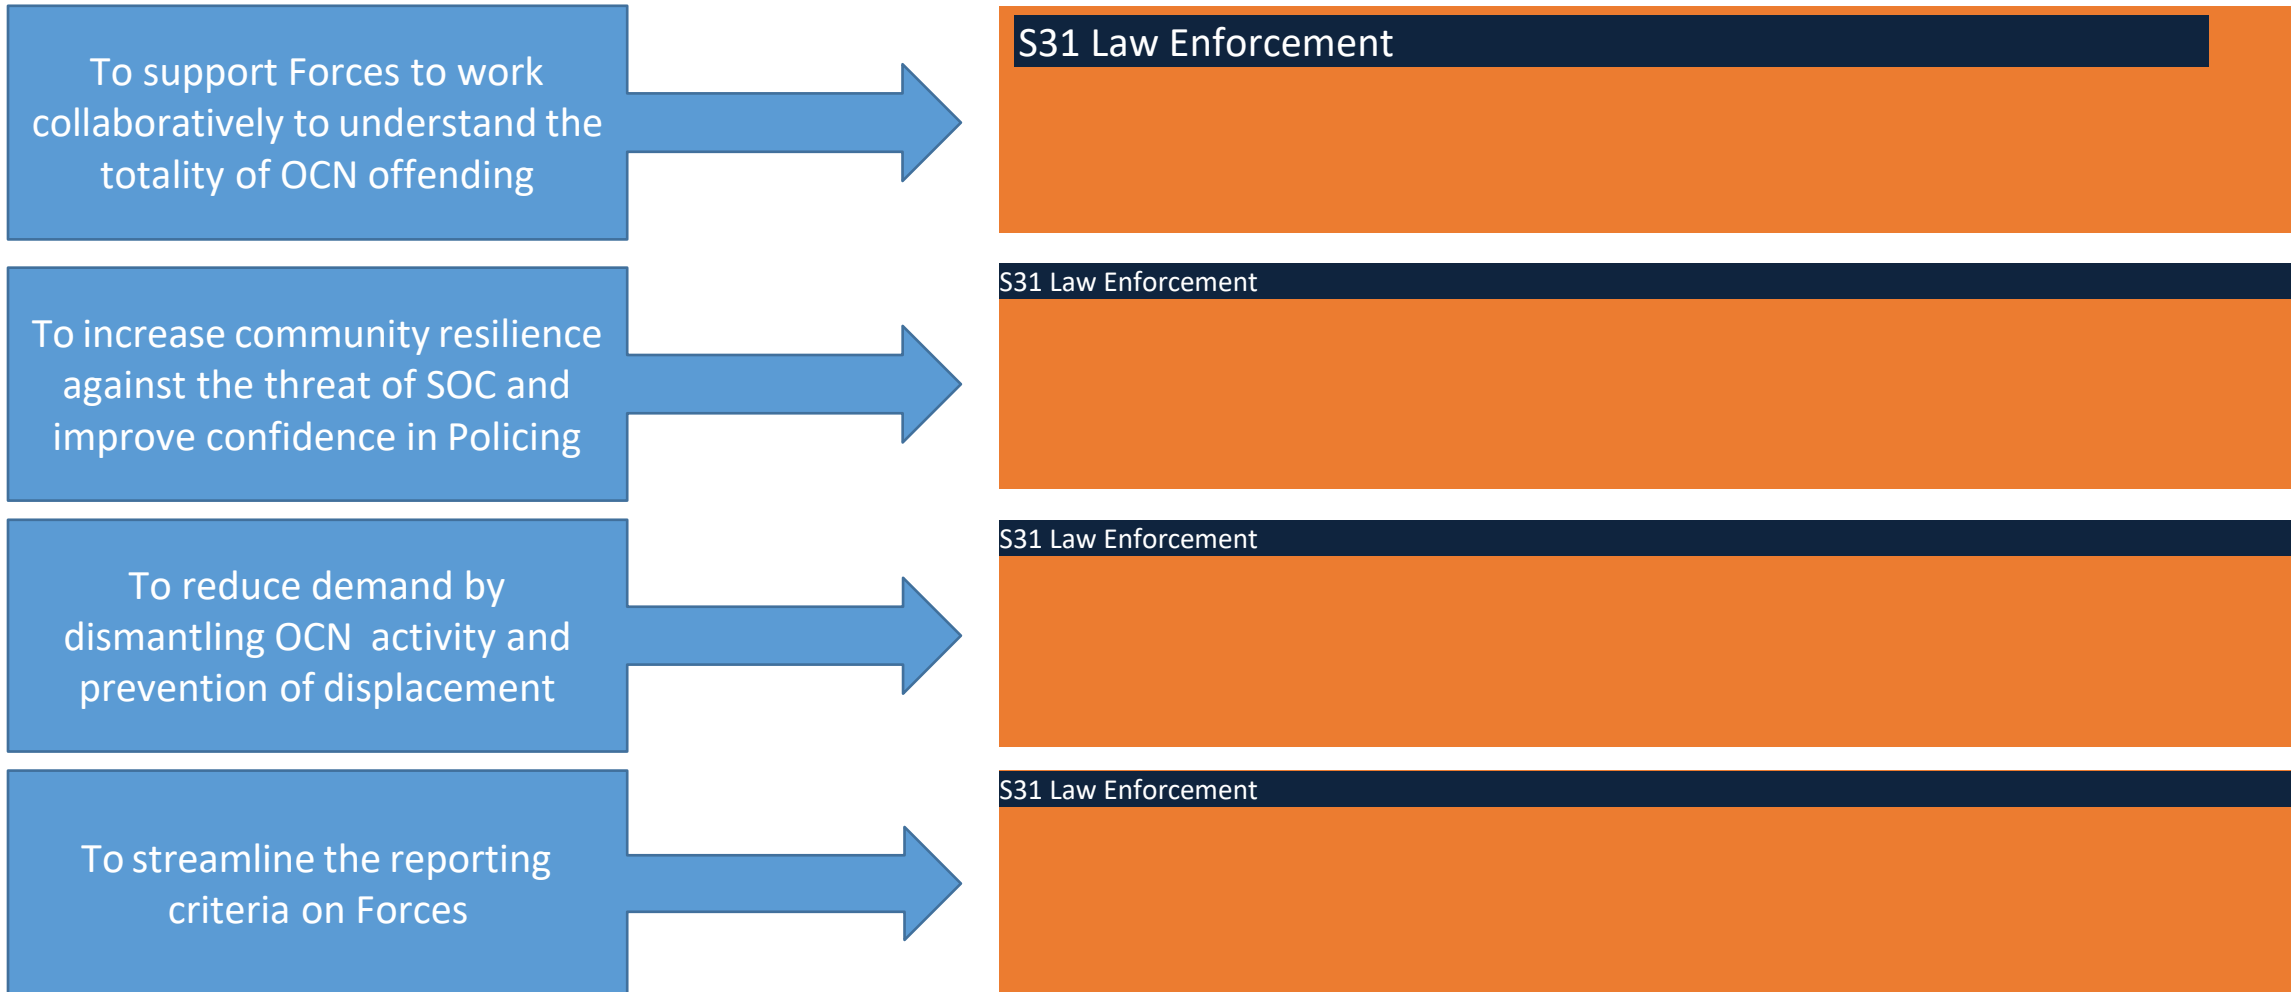 To support Forces to work
collaboratively to understand the
totality of OCN offending
S31 Law Enforcement
To increase community resilience
against the threat of SOC and
improve confidence in Policing
S31 Law Enforcement
To reduce demand by
dismantling OCN activity and
prevention of displacement
S31 Law Enforcement
To streamline the reporting
criteria on Forces
S31 Law Enforcement